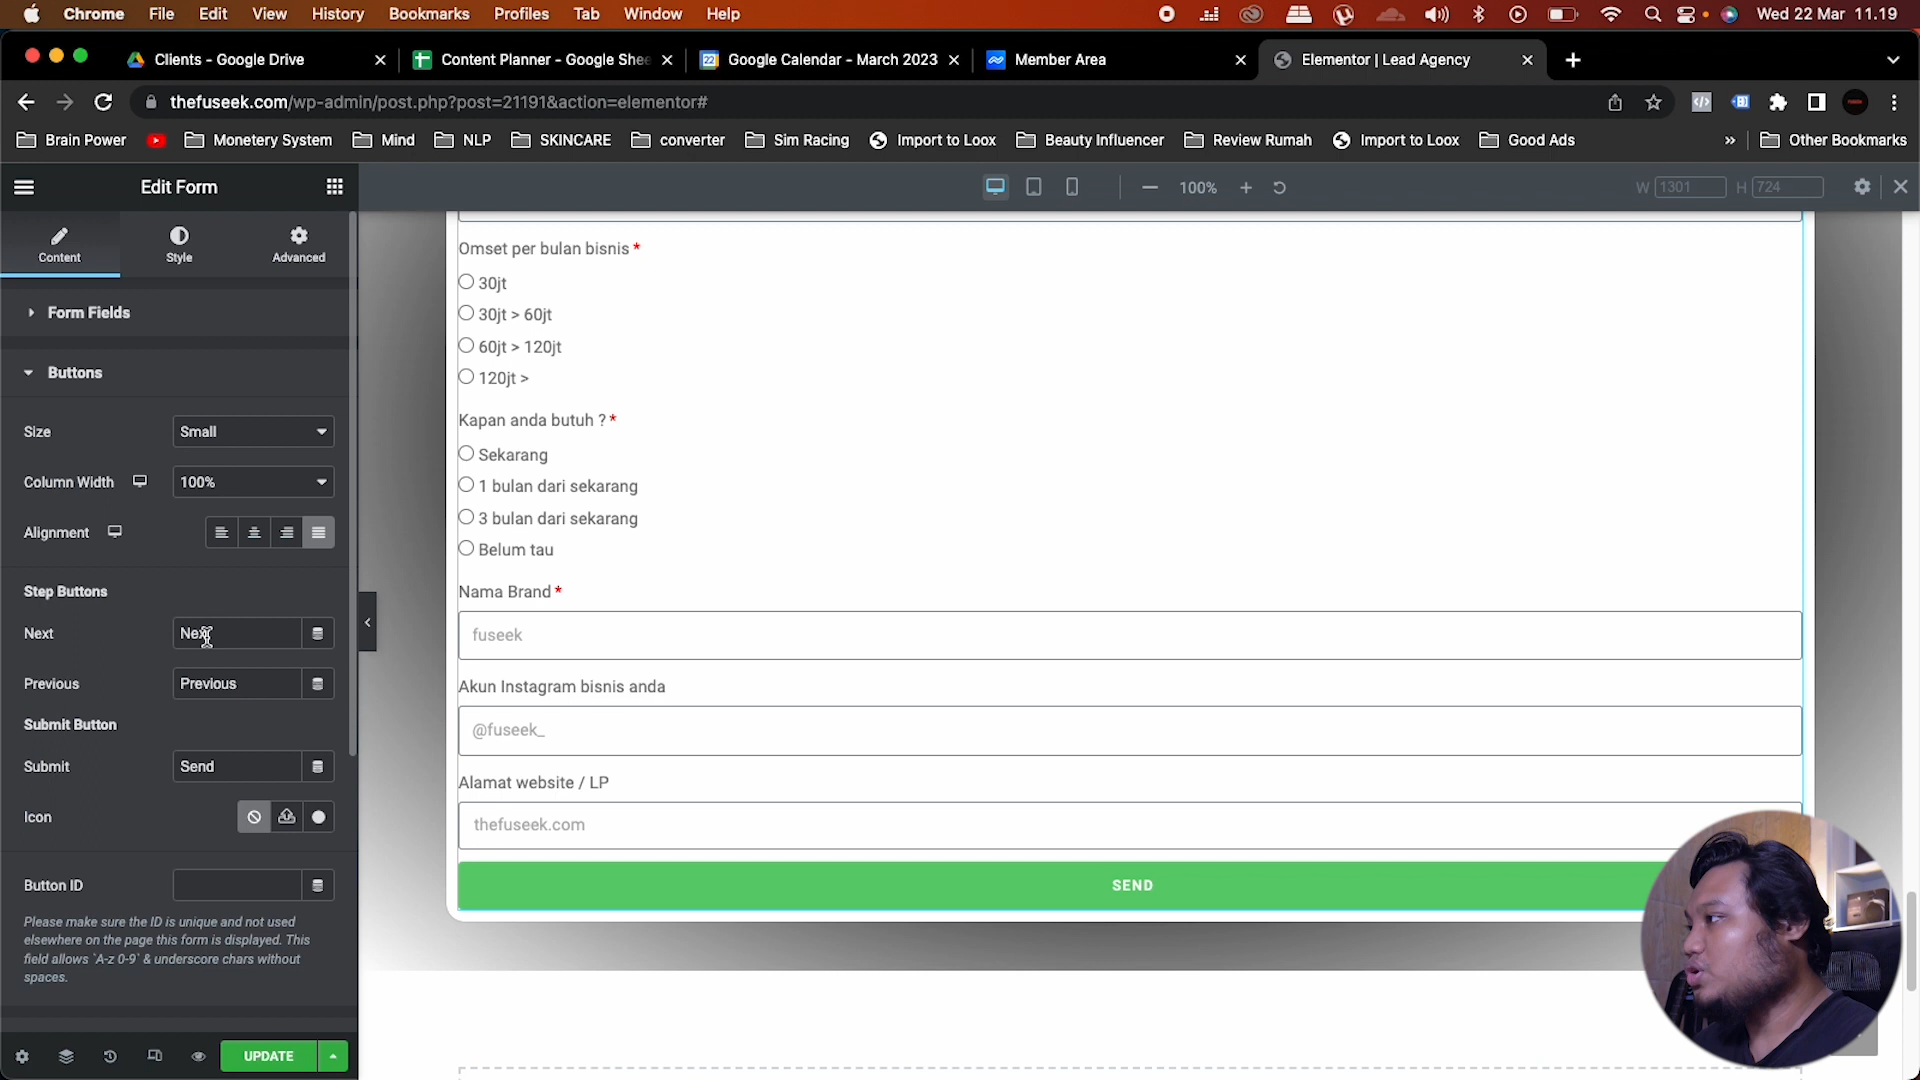 Chrome File Edit View History Bookmarks Profiles Tab Window Help Wed 22 Mar 11.19
Clients - Google Drive Content Planner - Google Shee Google Calendar - March 2023 Member Area Elementor | Lead Agency
thefuseek.com/wp-admin/post.php?post=21191&action=elementor#
Brain Power Monetery System Mind NLP SKINCARE converter Sim Racing Import to Loox Beauty Influencer Review Rumah Import to Loox Good Ads » Other Bookmarks
Edit Form 100% W 1301 H 724
Content Style Advanced
Form Fields
Buttons
Size Small
Column Width 100%
Alignment
Step Buttons
Next Next
Previous Previous
Submit Button
Submit Send
Icon
Button ID
Please make sure the ID is unique and not used
elsewhere on the page this form is displayed. This
field allows `A-z 0-9` & underscore chars without
spaces.
UPDATE
Omset per bulan bisnis *
30jt
30jt > 60jt
60jt > 120jt
120jt >
Kapan anda butuh ? *
Sekarang
1 bulan dari sekarang
3 bulan dari sekarang
Belum tau
Nama Brand *
fuseek
Akun Instagram bisnis anda
@fuseek_
Alamat website / LP
thefuseek.com
SEND